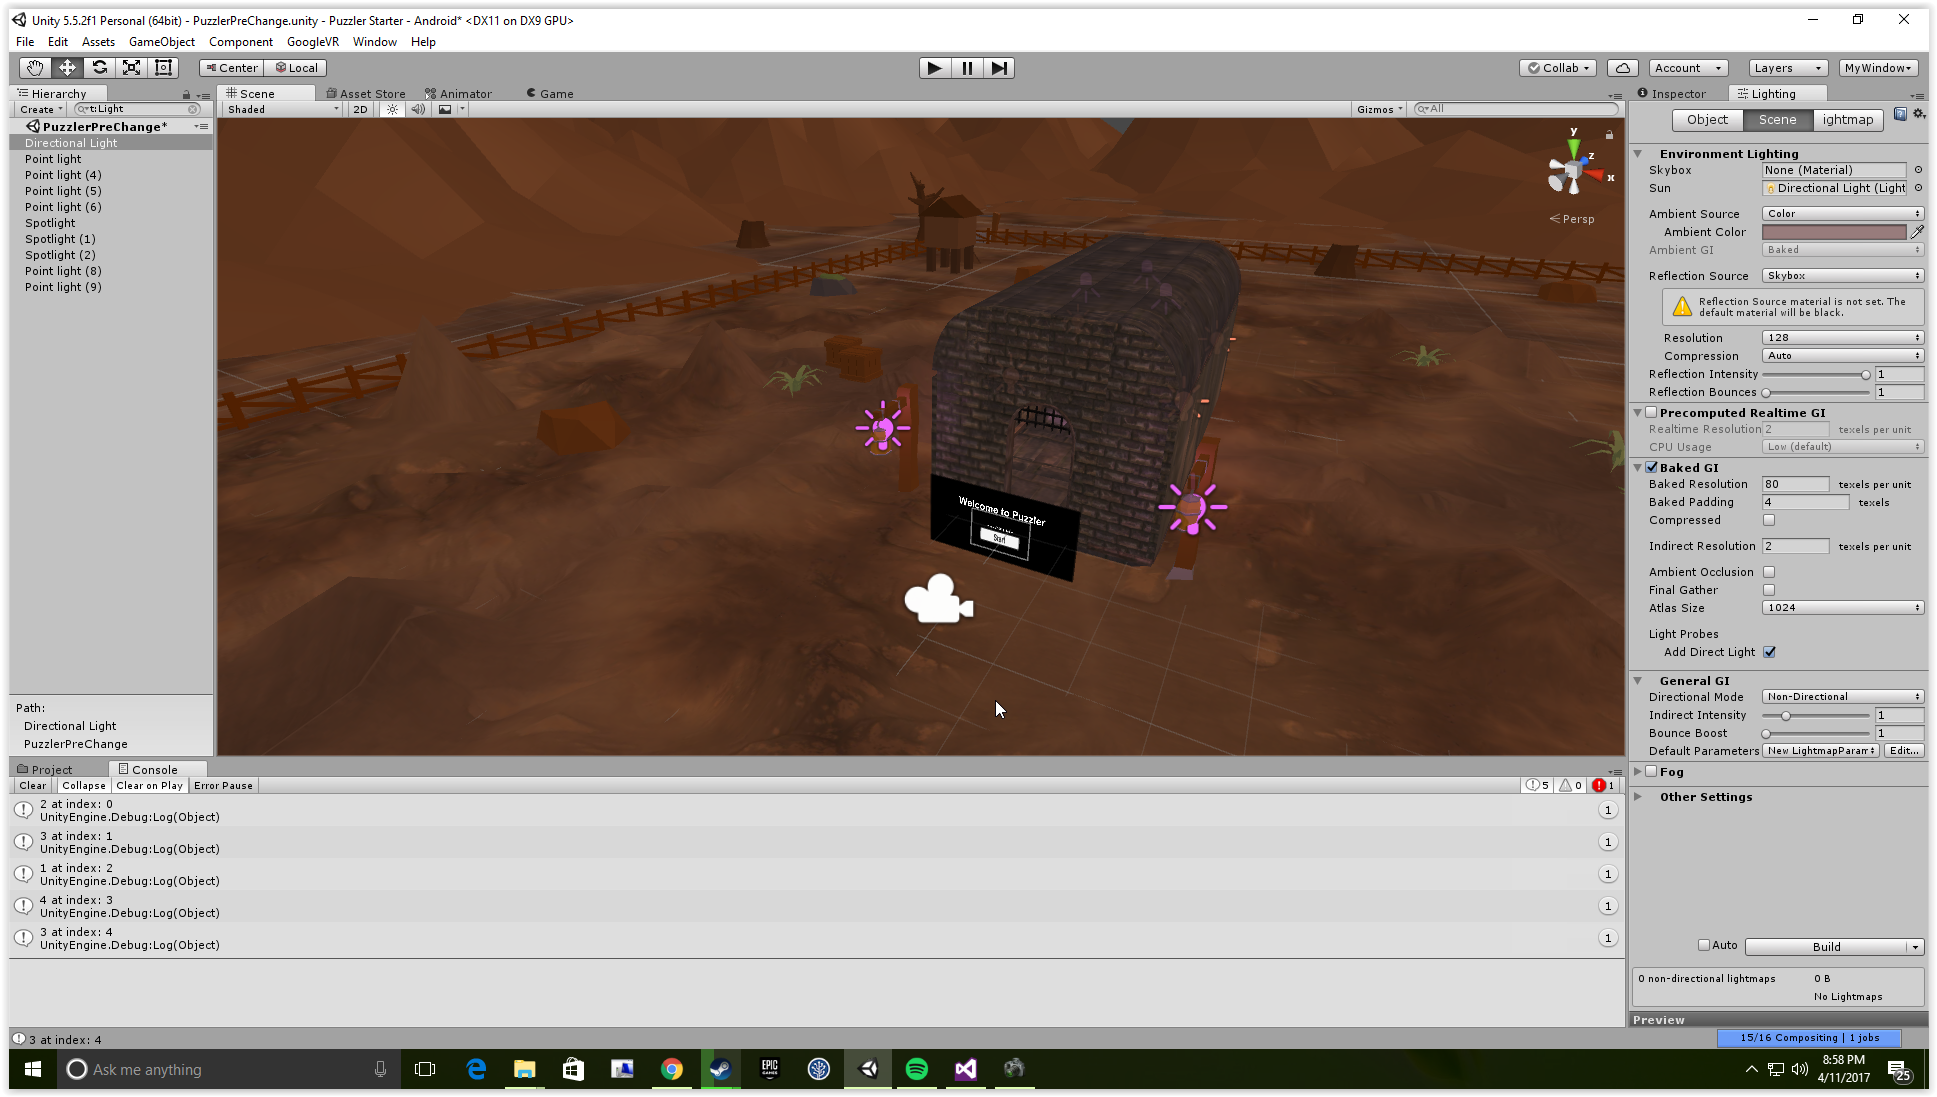 Unity 5.5.2f1 Personal (64bit) - PuzzlerPreChange.unity - Puzzler Starter - Android* <DX11 on DX9 GPU>
File Edit Assets GameObject Component GoogleVR Window Help
Center Local
Collab Account Layers MyWindow
Hierarchy
Create t:Light
PuzzlerPreChange*
Directional Light
Point light
Point light (4)
Point light (5)
Point light (6)
Spotlight
Spotlight (1)
Spotlight (2)
Point light (8)
Point light (9)
Path:
Directional Light
PuzzlerPreChange
Scene Asset Store Animator Game
Shaded 2D Gizmos All
y
z
x
Persp
Welcome to Puzzler
Start
Inspector Lighting
Object Scene ightmap
Environment Lighting
Skybox None (Material)
Sun Directional Light (Light
Ambient Source Color
Ambient Color
Ambient GI Baked
Reflection Source Skybox
Reflection Source material is not set. The
default material will be black.
Resolution 128
Compression Auto
Reflection Intensity 1
Reflection Bounces 1
Precomputed Realtime GI
Realtime Resolution 2 texels per unit
CPU Usage Low (default)
Baked GI
Baked Resolution 80 texels per unit
Baked Padding 4 texels
Compressed
Indirect Resolution 2 texels per unit
Ambient Occlusion
Final Gather
Atlas Size 1024
Light Probes
Add Direct Light
General GI
Directional Mode Non-Directional
Indirect Intensity 1
Bounce Boost 1
Default Parameters New LightmapParam Edit...
Fog
Other Settings
Auto Build
0 non-directional lightmaps 0 B
No Lightmaps
Preview
Project Console
Clear Collapse Clear on Play Error Pause 5 0 1
2 at index: 0
UnityEngine.Debug:Log(Object) 1
3 at index: 1
UnityEngine.Debug:Log(Object) 1
1 at index: 2
UnityEngine.Debug:Log(Object) 1
4 at index: 3
UnityEngine.Debug:Log(Object) 1
3 at index: 4
UnityEngine.Debug:Log(Object) 1
3 at index: 4
15/16 Compositing | 1 jobs
Ask me anything
EPIC GAMES
8:58 PM
4/11/2017
25